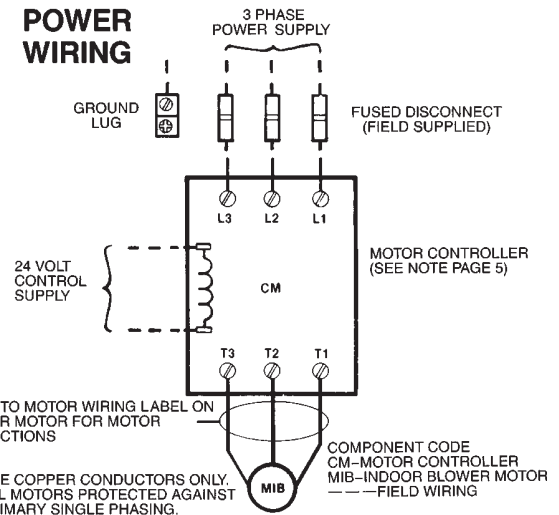 POWER
WIRING
3 PHASE
POWER SUPPLY
GROUND
LUG
FUSED DISCONNECT
(FIELD SUPPLIED)
L3 L2 L1
24 VOLT
CONTROL
SUPPLY
CM
MOTOR CONTROLLER
(SEE NOTE PAGE 5)
T3 T2 T1
TO MOTOR WIRING LABEL ON
R MOTOR FOR MOTOR
CTIONS
COMPONENT CODE
CM–MOTOR CONTROLLER
MIB–INDOOR BLOWER MOTOR
———FIELD WIRING
MIB
E COPPER CONDUCTORS ONLY.
L MOTORS PROTECTED AGAINST
IMARY SINGLE PHASING.